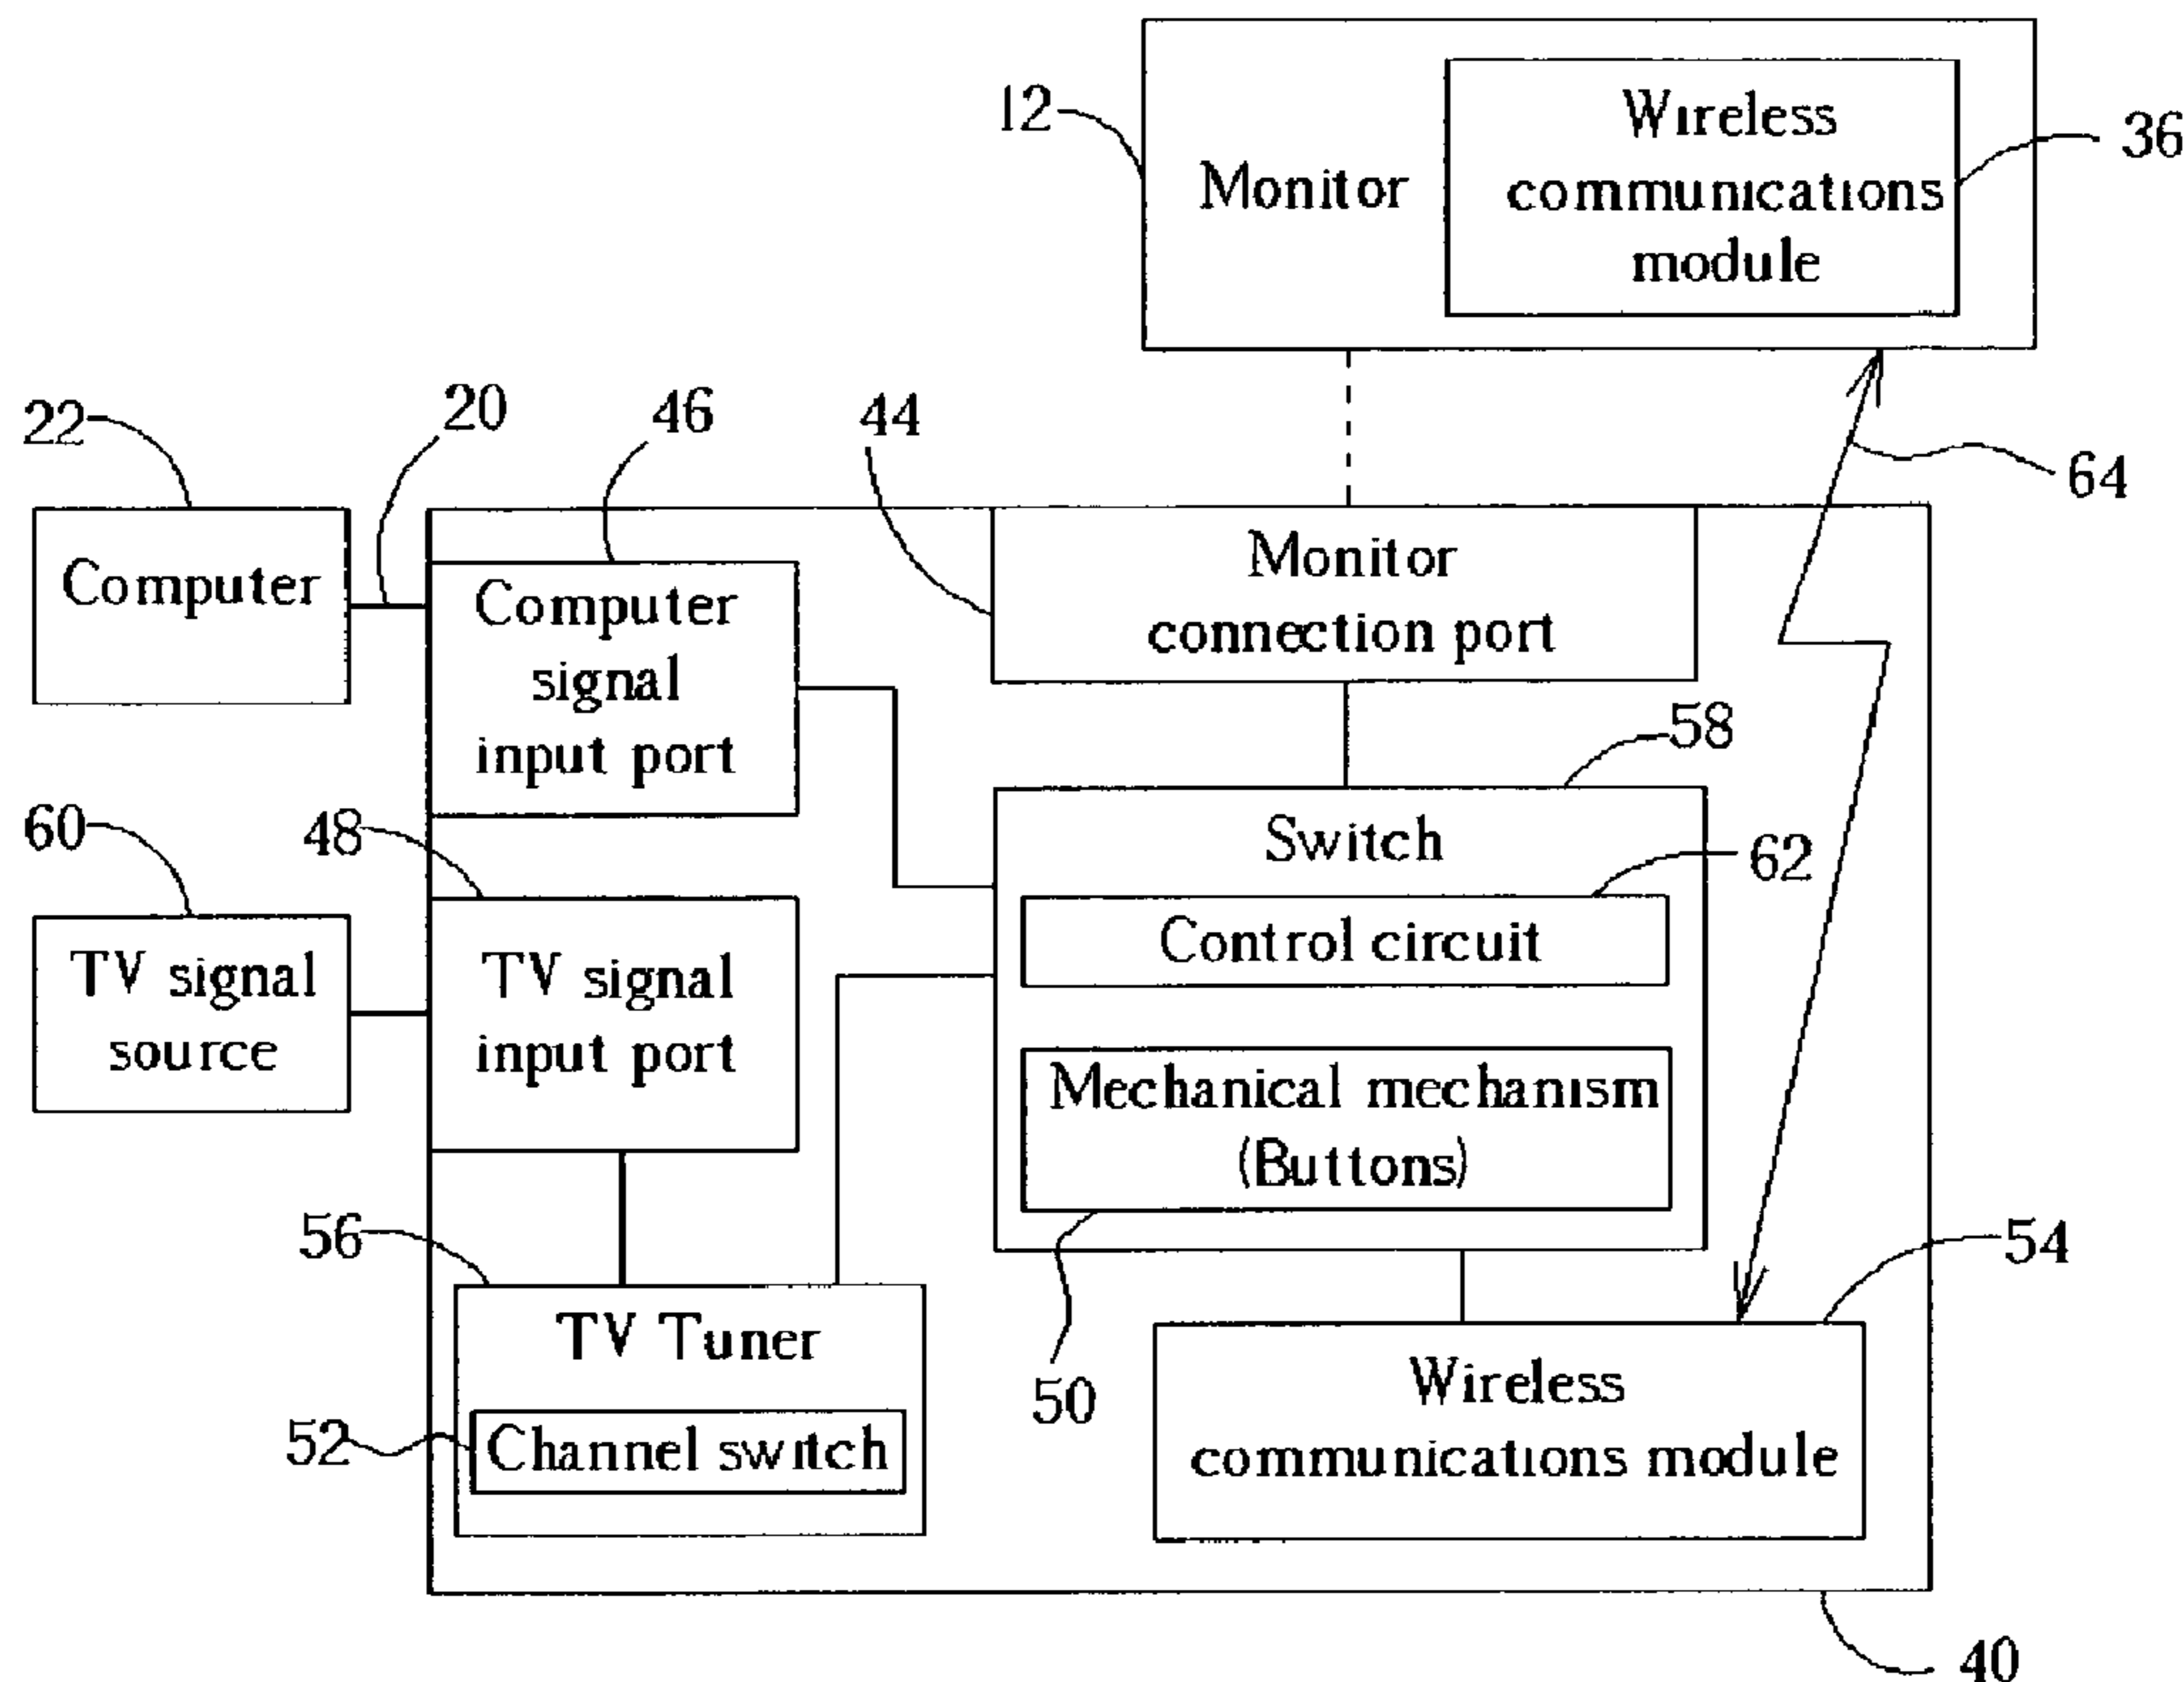 12
Monitor
Wireless
communications
module
36
22
20
46
44
64
Computer
Computer
signal
input port
Monitor
connection port
58
60
48
Switch
62
Control circuit
TV signal
source
TV signal
input port
Mechanical mechanism
(Buttons)
56
54
TV Tuner
50
Wireless
communications module
52
Channel switch
40